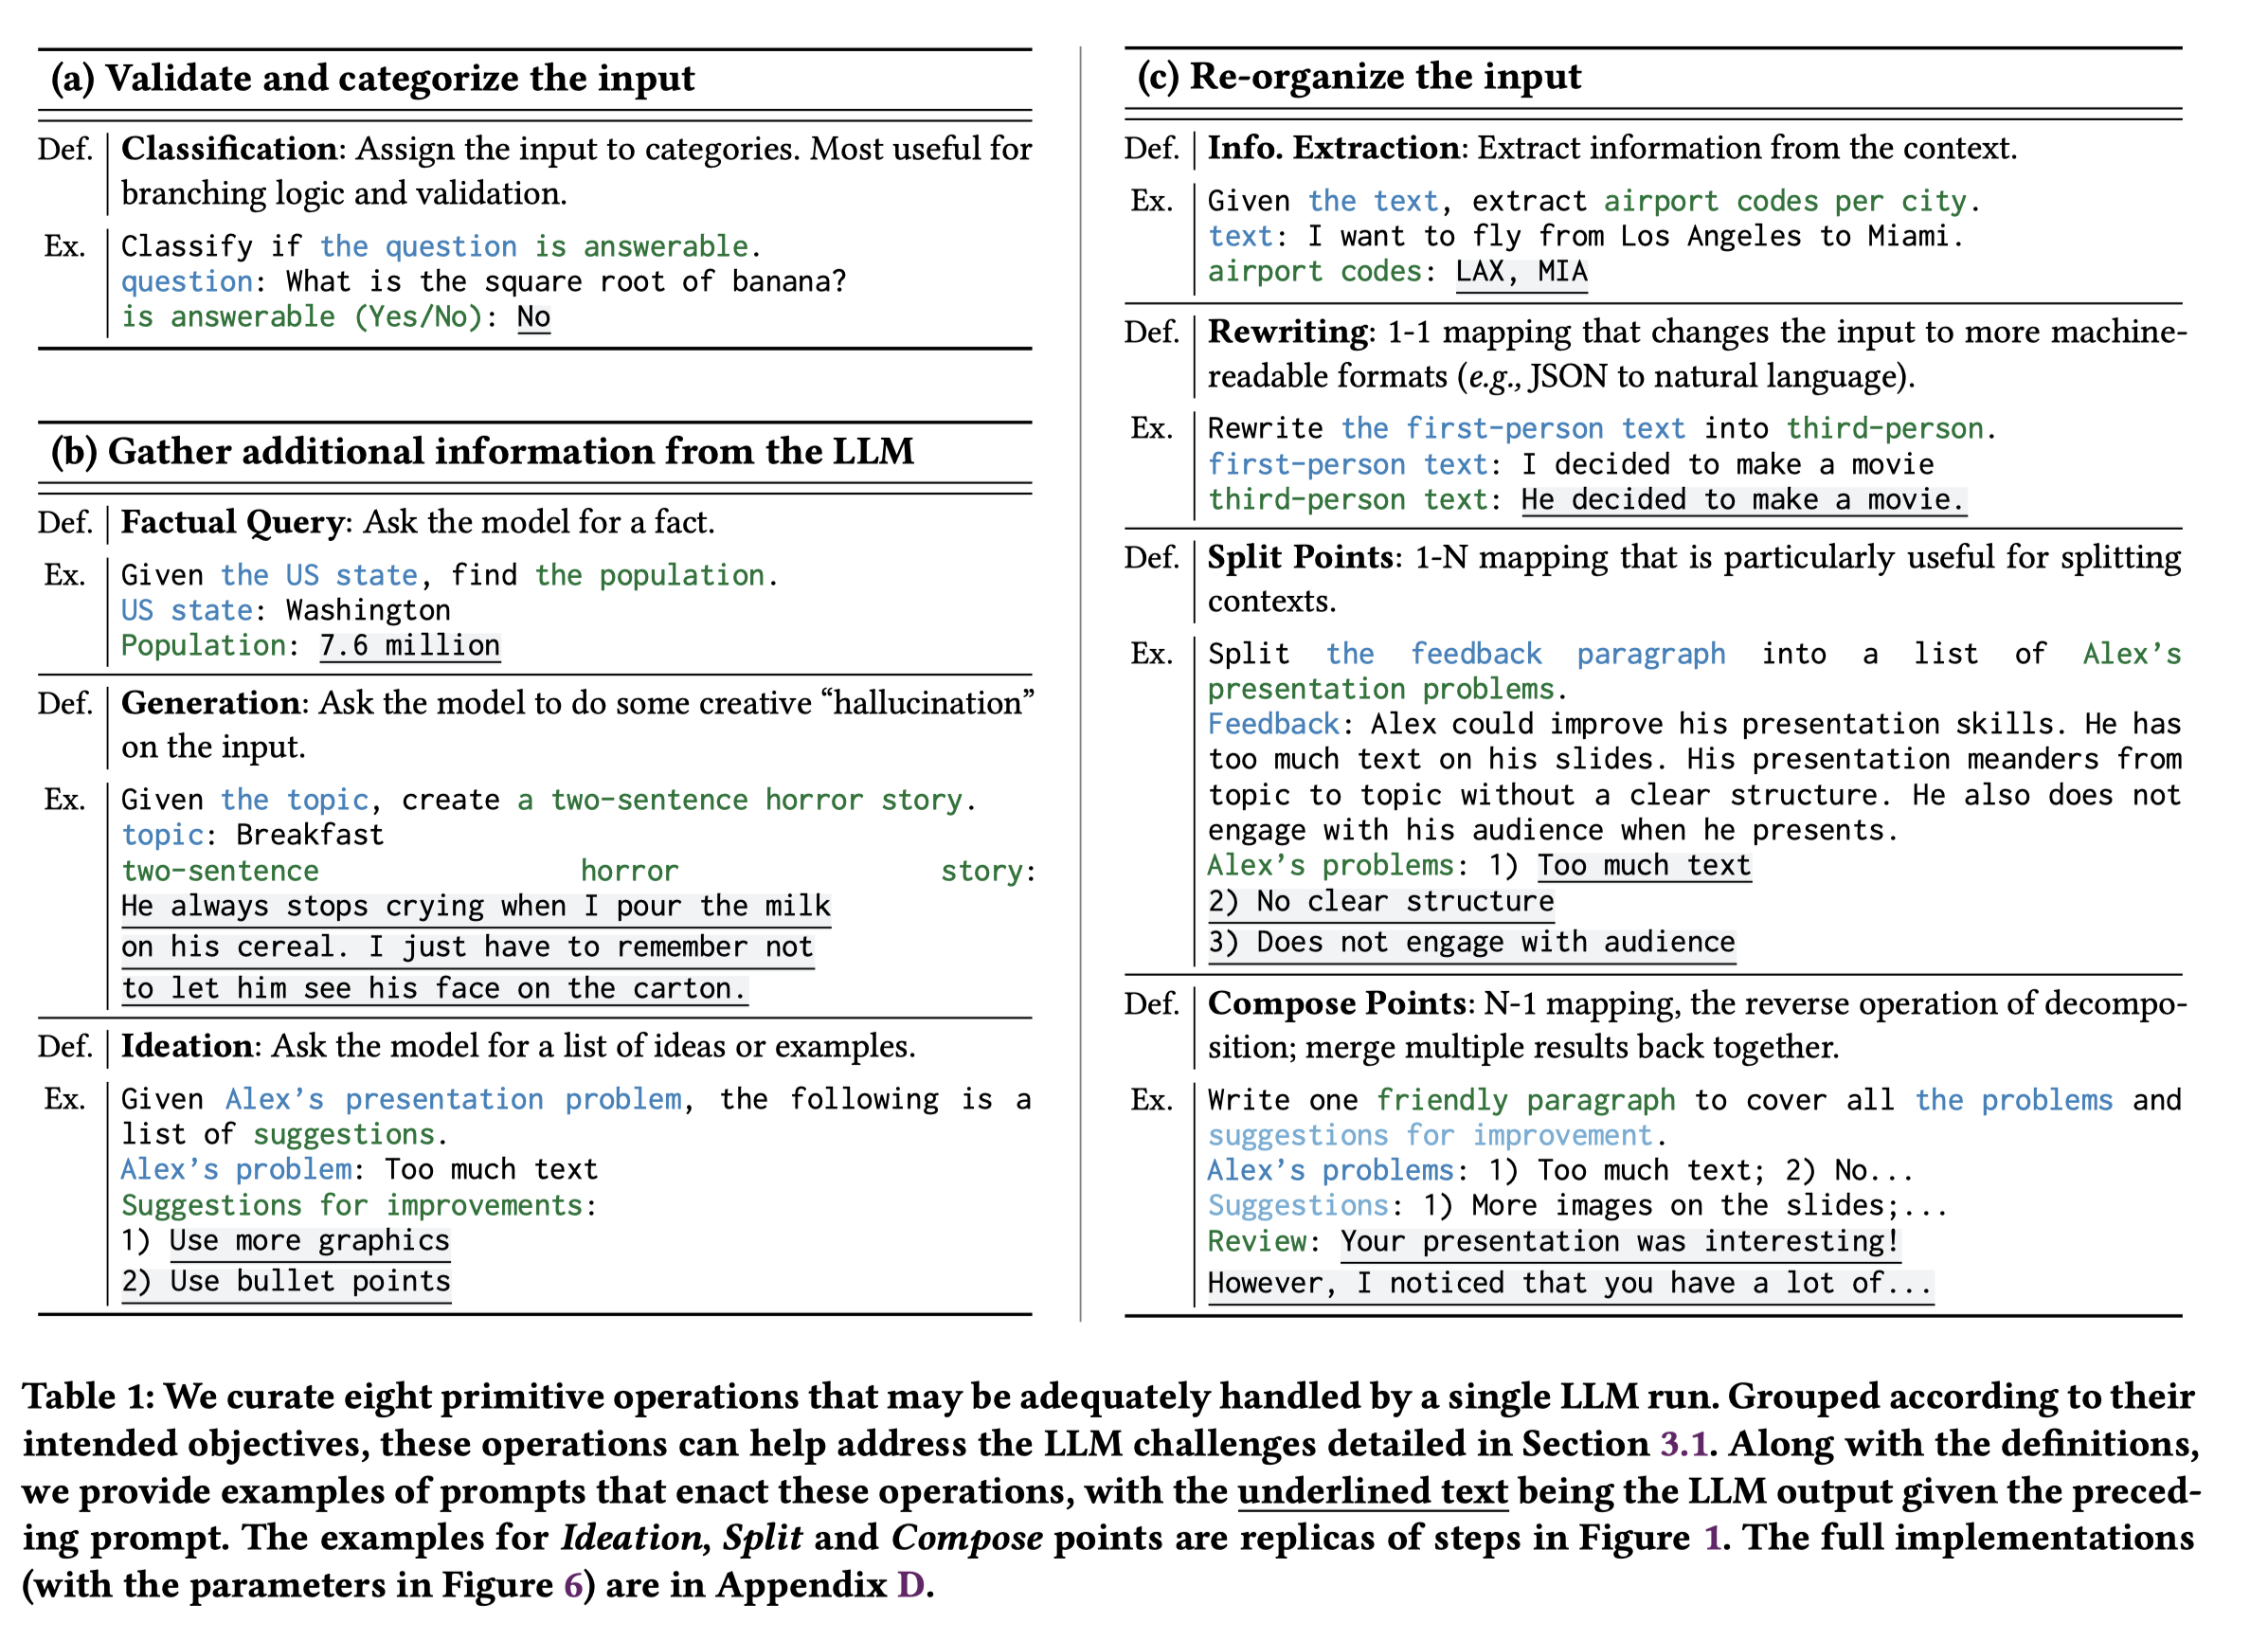 (a) Validate and categorize the input
Def. Classification: Assign the input to categories. Most useful for
branching logic and validation.
Ex. Classify if the question is answerable.
question: What is the square root of banana?
is answerable (Yes/No): No
(b) Gather additional information from the LLM
Def. Factual Query: Ask the model for a fact.
Ex. Given the US state, find the population.
US state: Washington
Population: 7.6 million
Def. Generation: Ask the model to do some creative “hallucination”
on the input.
Ex. Given the topic, create a two-sentence horror story.
topic: Breakfast
two-sentence horror story:
He always stops crying when I pour the milk
on his cereal. I just have to remember not
to let him see his face on the carton.
Def. Ideation: Ask the model for a list of ideas or examples.
Ex. Given Alex’s presentation problem, the following is a
list of suggestions.
Alex’s problem: Too much text
Suggestions for improvements:
1) Use more graphics
2) Use bullet points
(c) Re-organize the input
Def. Info. Extraction: Extract information from the context.
Ex. Given the text, extract airport codes per city.
text: I want to fly from Los Angeles to Miami.
airport codes: LAX, MIA
Def. Rewriting: 1-1 mapping that changes the input to more machine-
readable formats (e.g., JSON to natural language).
Ex. Rewrite the first-person text into third-person.
first-person text: I decided to make a movie
third-person text: He decided to make a movie.
Def. Split Points: 1-N mapping that is particularly useful for splitting
contexts.
Ex. Split the feedback paragraph into a list of Alex’s
presentation problems.
Feedback: Alex could improve his presentation skills. He has
too much text on his slides. His presentation meanders from
topic to topic without a clear structure. He also does not
engage with his audience when he presents.
Alex’s problems: 1) Too much text
2) No clear structure
3) Does not engage with audience
Def. Compose Points: N-1 mapping, the reverse operation of decompo-
sition; merge multiple results back together.
Ex. Write one friendly paragraph to cover all the problems and
suggestions for improvement.
Alex’s problems: 1) Too much text; 2) No...
Suggestions: 1) More images on the slides;...
Review: Your presentation was interesting!
However, I noticed that you have a lot of...
Table 1: We curate eight primitive operations that may be adequately handled by a single LLM run. Grouped according to their
intended objectives, these operations can help address the LLM challenges detailed in Section 3.1. Along with the definitions,
we provide examples of prompts that enact these operations, with the underlined text being the LLM output given the preced-
ing prompt. The examples for Ideation, Split and Compose points are replicas of steps in Figure 1. The full implementations
(with the parameters in Figure 6) are in Appendix D.